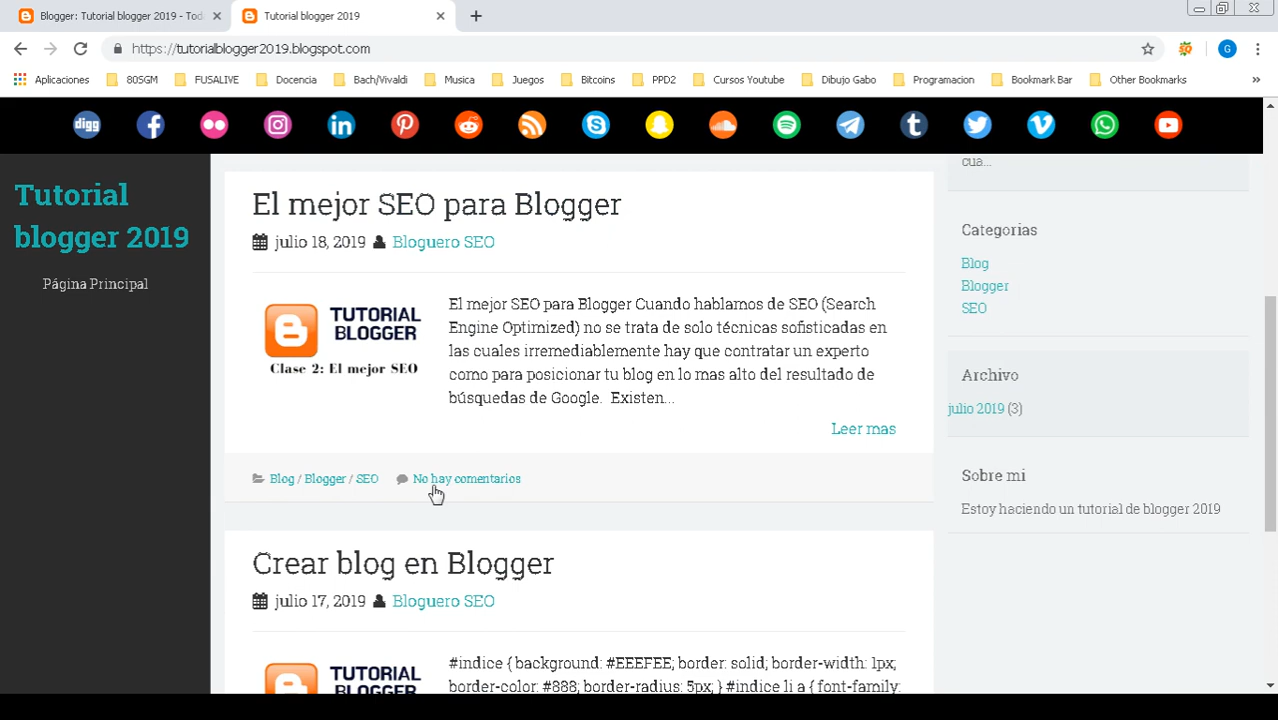 Blogger: Tutorial blogger 2019 - Tod
Tutorial blogger 2019
https://tutorialblogger2019.blogspot.com
G
Aplicaciones
80SGM
FUSALIVE
Docencia
Bach/Vivaldi
Musica
Juegos
Bitcoins
PPD2
Cursos Youtube
Dibujo Gabo
Programacion
Bookmark Bar
Other Bookmarks
digg
Tutorial
blogger 2019
Página Principal
El mejor SEO para Blogger
julio 18, 2019 Bloguero SEO
TUTORIAL
BLOGGER
Clase 2: El mejor SEO
El mejor SEO para Blogger Cuando hablamos de SEO (Search
Engine Optimized) no se trata de solo técnicas sofisticadas en
las cuales irremediablemente hay que contratar un experto
como para posicionar tu blog en lo mas alto del resultado de
búsquedas de Google.  Existen...
Leer mas
Blog / Blogger / SEO No hay comentarios
Crear blog en Blogger
julio 17, 2019 Bloguero SEO
TUTORIAL
#indice { background: #EEEFEE; border: solid; border-width: 1px;
border-color: #888; border-radius: 5px; } #indice li a { font-family:
cua...
Categorias
Blog
Blogger
SEO
Archivo
julio 2019 (3)
Sobre mi
Estoy haciendo un tutorial de blogger 2019